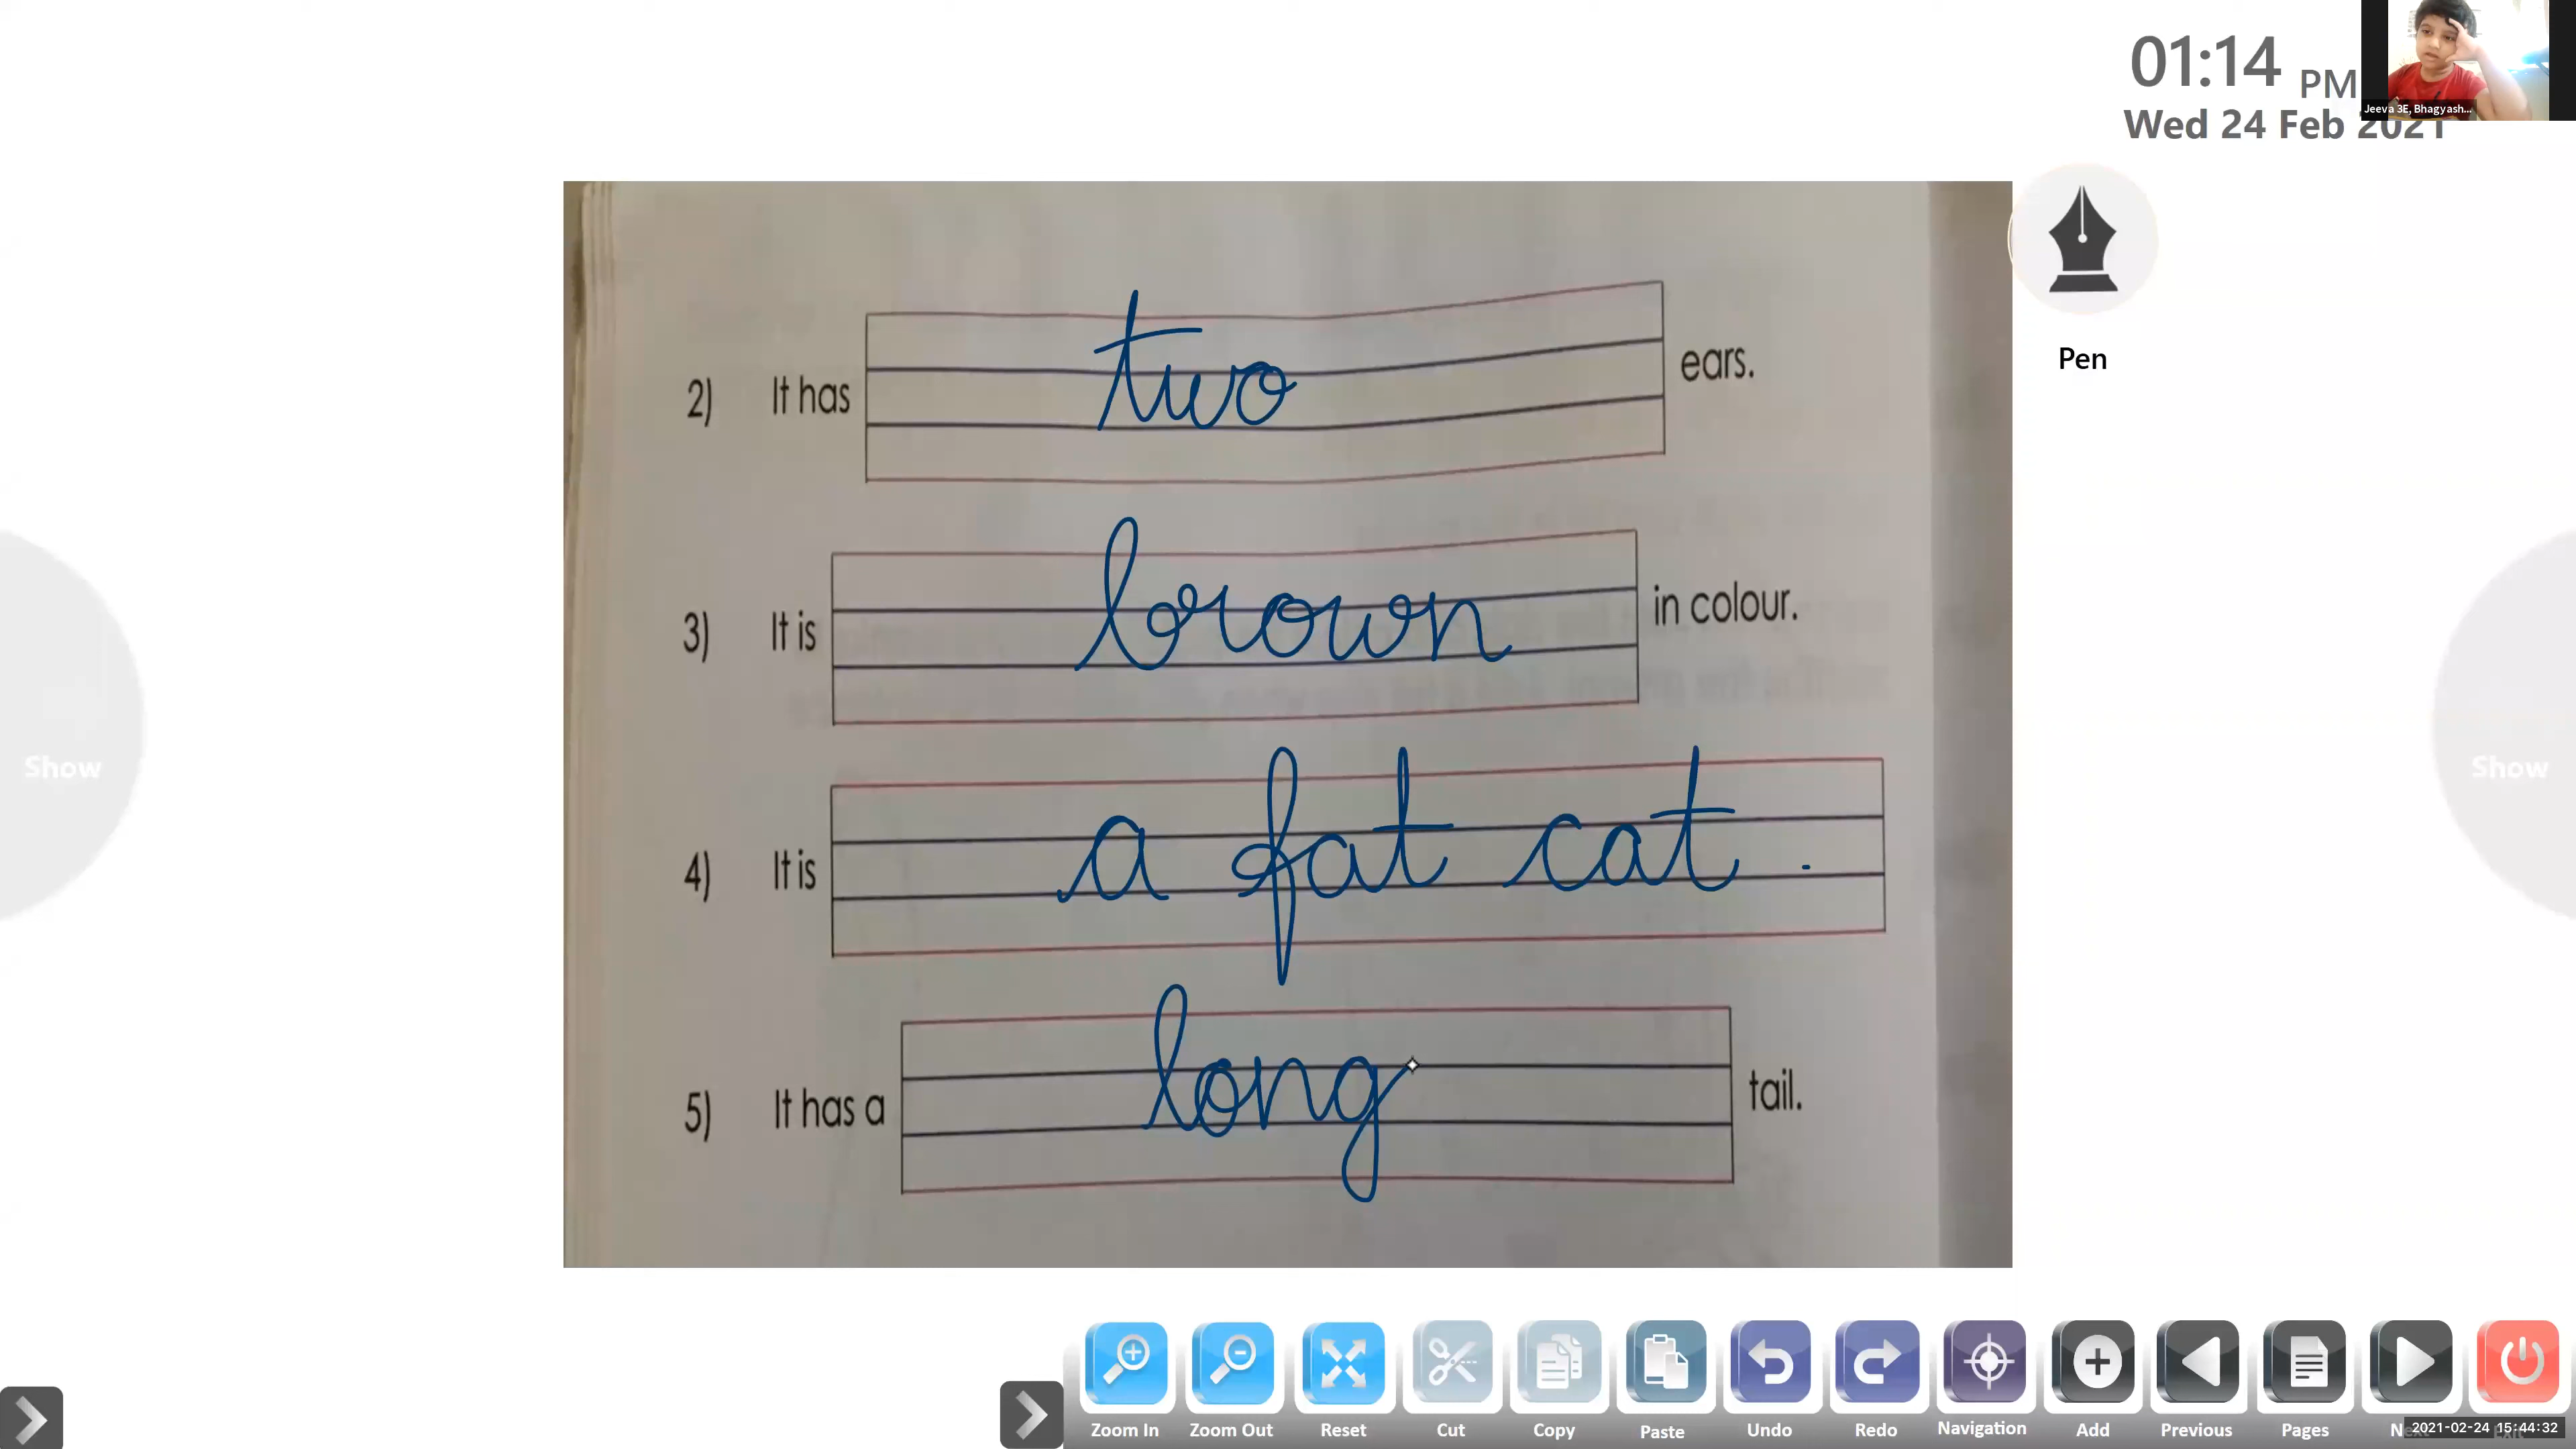 01:14 PM
Wed 24 Feb 2021
Jeeva 3E, Bhagyash...
Pen
2) It has two ears.
3) It is brown in colour.
Show
Show
4) It is a fat cat.
5) It has a long tail.
Zoom In Zoom Out Reset Cut Copy Paste Undo Redo Navigation Add Previous Pages
2021-02-24 15:44:32